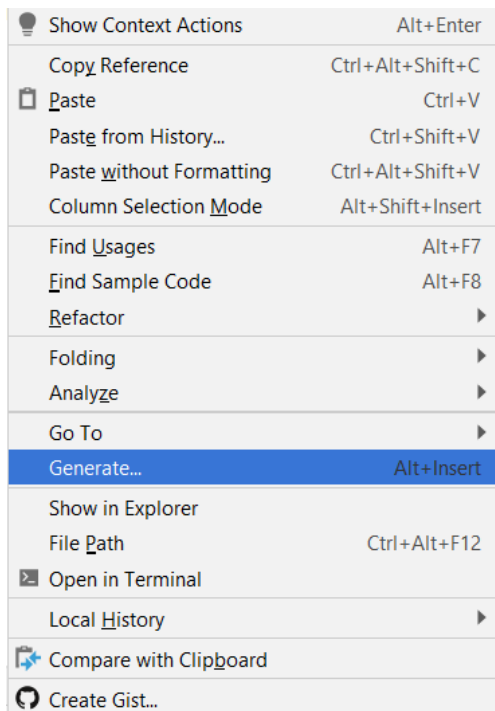 Show Context Actions Alt+Enter
Copy Reference Ctrl+Alt+Shift+C
Paste Ctrl+V
Paste from History... Ctrl+Shift+V
Paste without Formatting Ctrl+Alt+Shift+V
Column Selection Mode Alt+Shift+Insert
Find Usages Alt+F7
Find Sample Code Alt+F8
Refactor
Folding
Analyze
Go To
Generate... Alt+Insert
Show in Explorer
File Path Ctrl+Alt+F12
Open in Terminal
Local History
Compare with Clipboard
Create Gist...